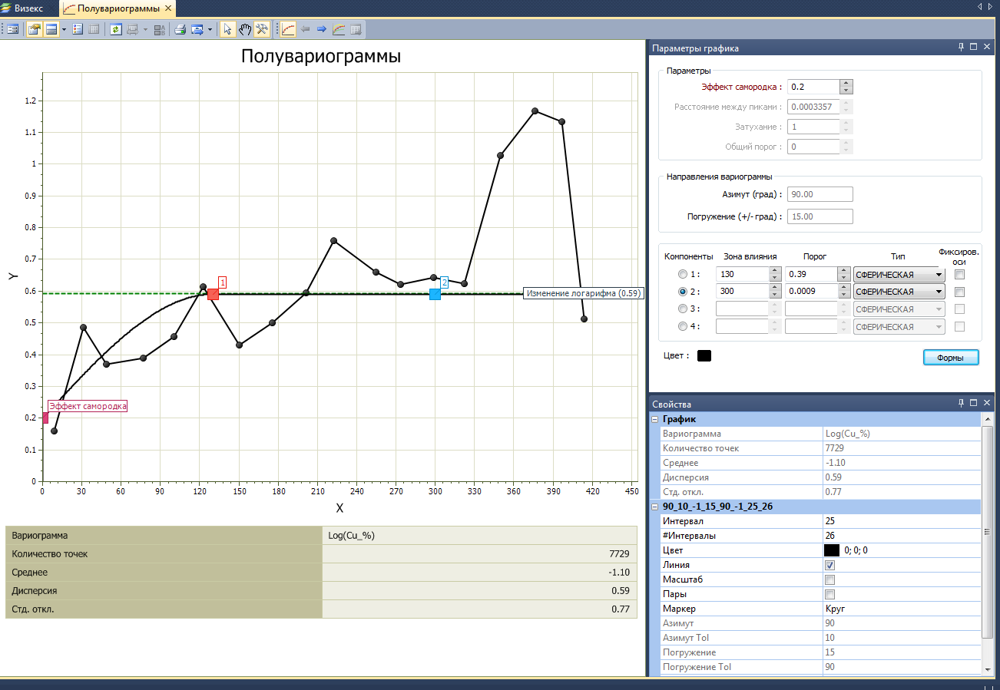 Визекс
Полувариограммы
Полувариограммы
Y
1.2
1.1
1
0.9
0.8
0.7
0.6
0.5
0.4
0.3
0.2
0.1
0
1
2
Изменение логарифма (0.59)
Эффект самородка
0 30 60 90 120 150 180 210 240 270 300 330 360 390 420 450
X
Вариограмма Log(Cu_%)
Количество точек 7729
Среднее -1.10
Дисперсия 0.59
Стд. откл. 0.77
Параметры графика
Параметры
Эффект самородка : 0.2
Расстояние между пиками : 0.0003357
Затухание : 1
Общий порог : 0
Направления вариограммы
Азимут (град) : 90.00
Погружение (+/- град) : 15.00
Компоненты Зона влияния Порог Тип Фиксиров. оси
1 : 130 0.39 СФЕРИЧЕСКАЯ
2 : 300 0.0009 СФЕРИЧЕСКАЯ
3 : СФЕРИЧЕСКАЯ
4 : СФЕРИЧЕСКАЯ
Цвет :
Формы
Свойства
График
Вариограмма Log(Cu_%)
Количество точек 7729
Среднее -1.10
Дисперсия 0.59
Стд. откл. 0.77
90_10_-1_15_90_-1_25_26
Интервал 25
#Интервалы 26
Цвет 0; 0; 0
Линия
Масштаб
Пары
Маркер Круг
Азимут 90
Азимут Tol 10
Погружение 15
Погружение Tol 90